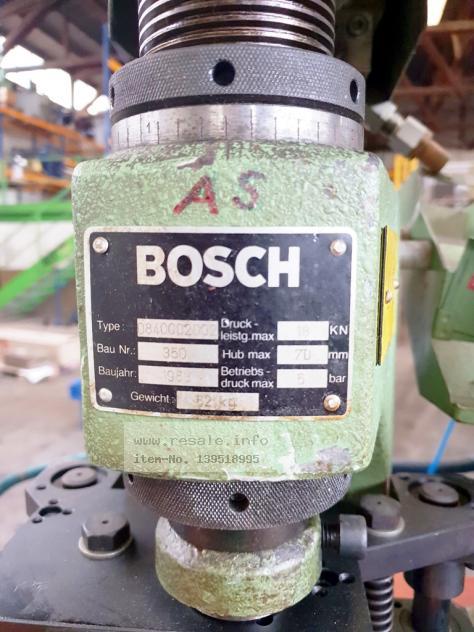 1
AS
BOSCH
Type: Druck-
leistg.max 18 KN
Bau Nr.: 350 Hub max 70 mm
Baujahr: Betriebs-
druck max bar
Gewicht: 52 kg
www.resale.info
item-No. 139518995